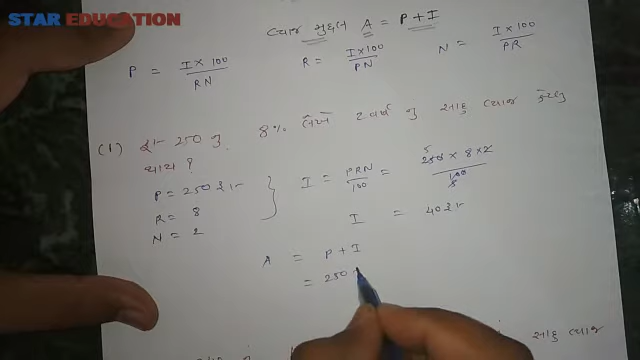 STAR EDUCATION
વ્યાજ મુદ્દલ A = P + I
P = I × 100 / RN R = I × 100 / PN N = I × 100 / PR
(1) રૂા 250 નુ 8% લેખે 2 વર્ષ નુ સાદુ વ્યાજ કેટલુ
થાય ?
P = 250 રૂા I = PRN / 100 = 250 × 8 × 2 / 100
R = 8
I = 40 રૂા
N = 2
A = P + I
= 250
સાદુ વ્યાજ